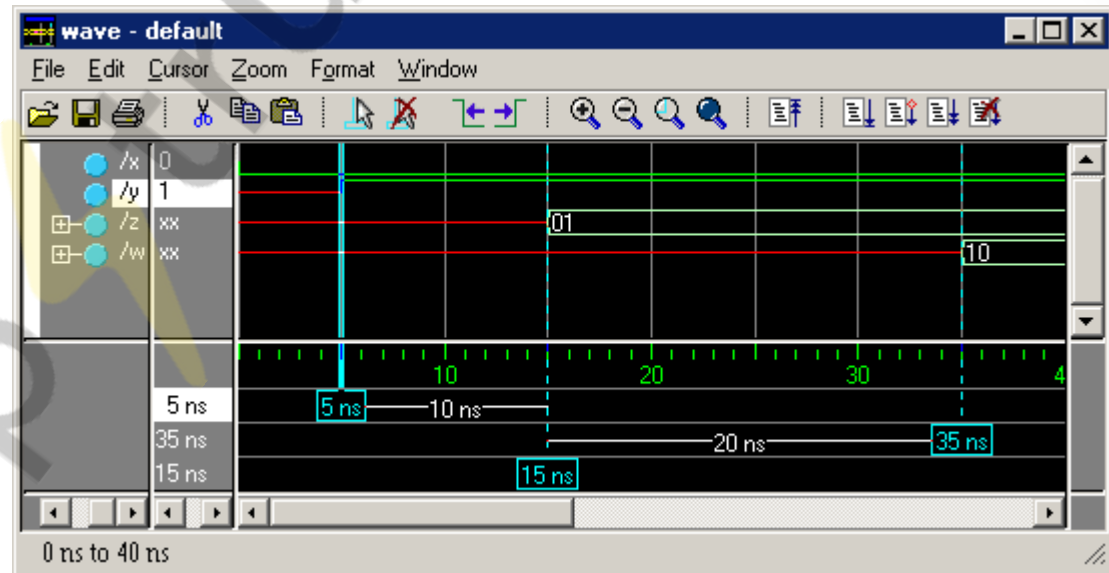 wave - default
File Edit Cursor Zoom Format Window
/x 0
/y 1
/z xx 01
/w xx 10
10 20 30 4
5 ns 5 ns 10 ns
35 ns 20 ns 35 ns
15 ns 15 ns
0 ns to 40 ns